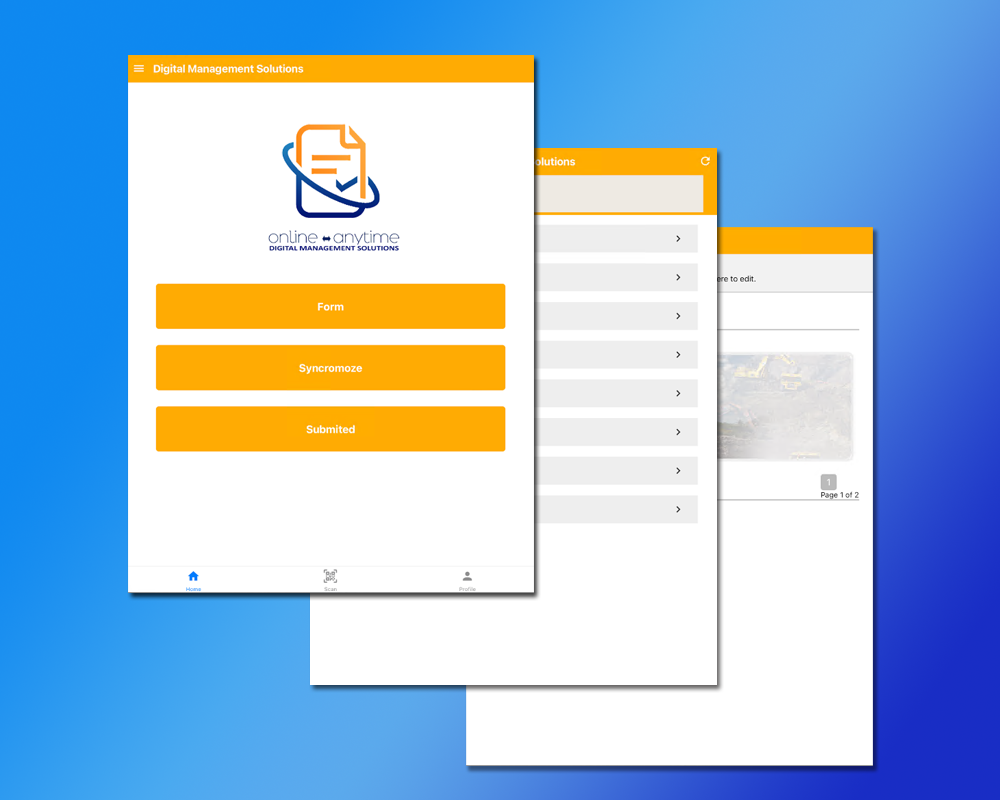 Digital Management Solutions
online anytime
DIGITAL MANAGEMENT SOLUTIONS
Form
Syncromoze
Submited
Home
Scan
Profile
olutions
ere to edit.
1
Page 1 of 2